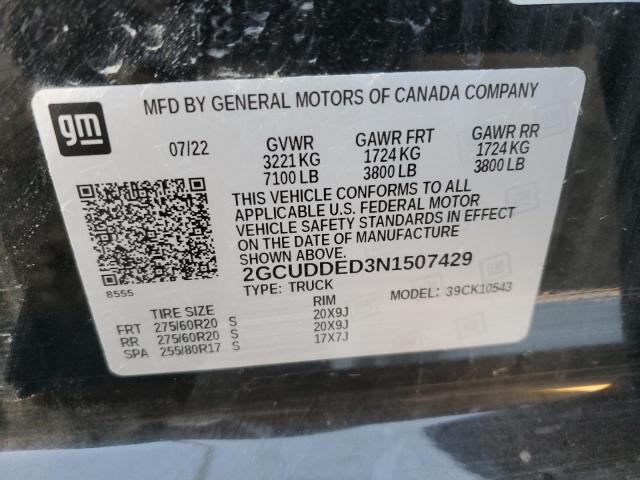 MFD BY GENERAL MOTORS OF CANADA COMPANY
gm
07/22 GVWR GAWR FRT GAWR RR
3221 KG 1724 KG 1724 KG
7100 LB 3800 LB 3800 LB
THIS VEHICLE CONFORMS TO ALL
APPLICABLE U.S. FEDERAL MOTOR
VEHICLE SAFETY STANDARDS IN EFFECT
ON THE DATE OF MANUFACTURE
SHOWN ABOVE.
8555
2GCUDDED3N1507429
TYPE: TRUCK MODEL: 39CK10543
TIRE SIZE RIM
FRT 275/60R20 S 20X9J
RR 275/60R20 S 20X9J
SPA 255/80R17 S 17X7J